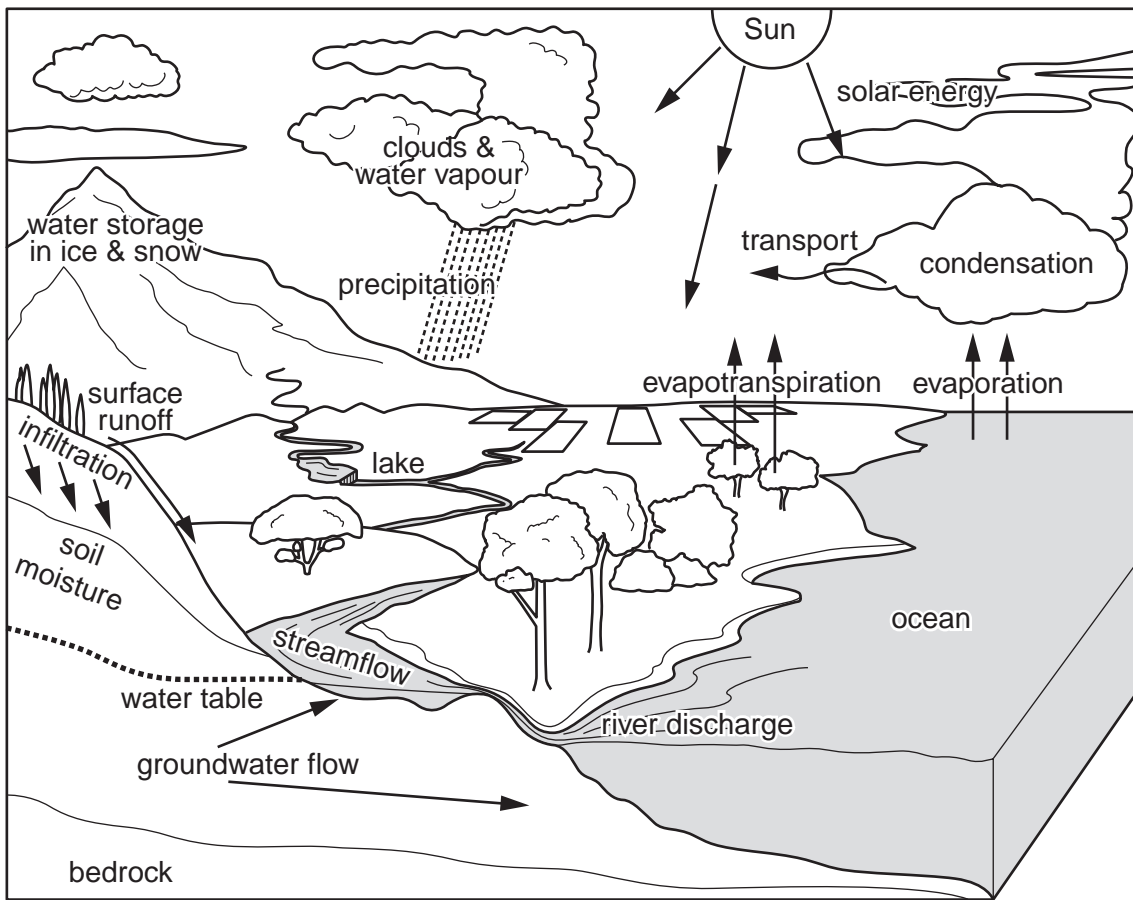 Sun
solar energy
clouds &
water vapour
water storage
in ice & snow
transport
condensation
precipitation
surface
runoff
evapotranspiration
evaporation
infiltration
lake
soil
moisture
ocean
streamflow
water table
river discharge
groundwater flow
bedrock